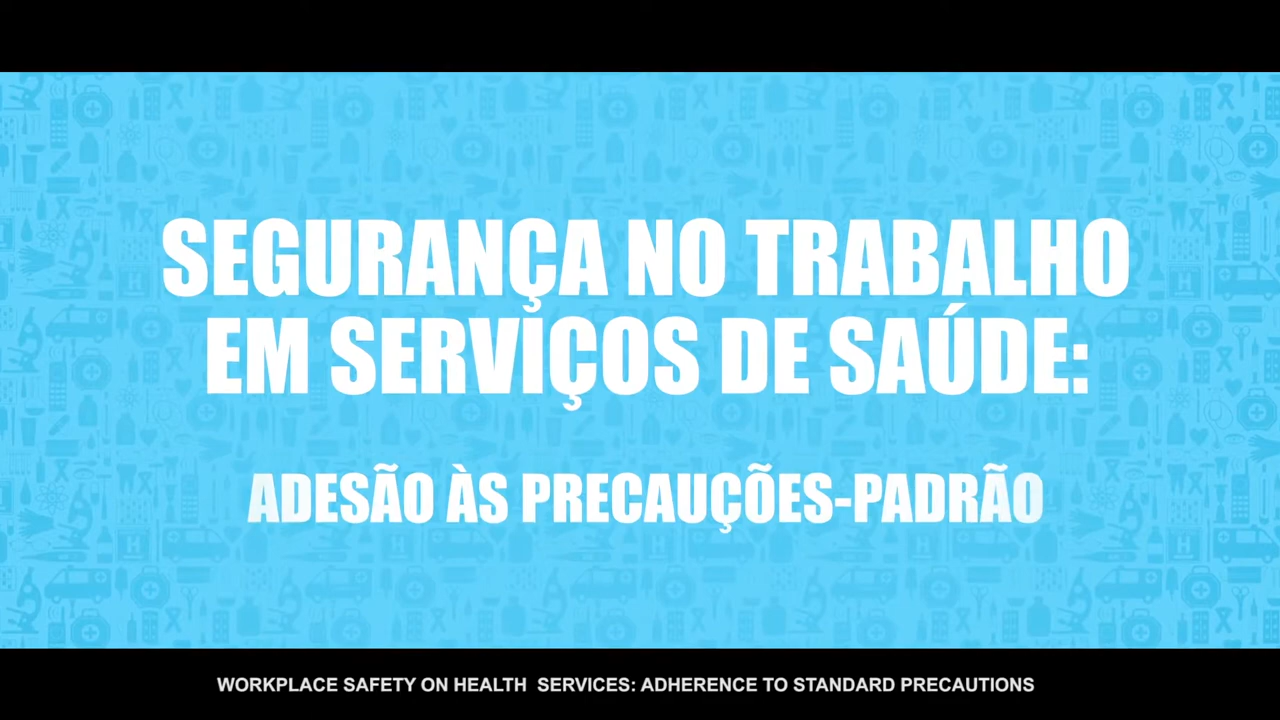 SEGURANÇA NO TRABALHO
EM SERVIÇOS DE SAÚDE:
ADESÃO ÀS PRECAUÇÕES-PADRÃO
WORKPLACE SAFETY ON HEALTH  SERVICES: ADHERENCE TO STANDARD PRECAUTIONS